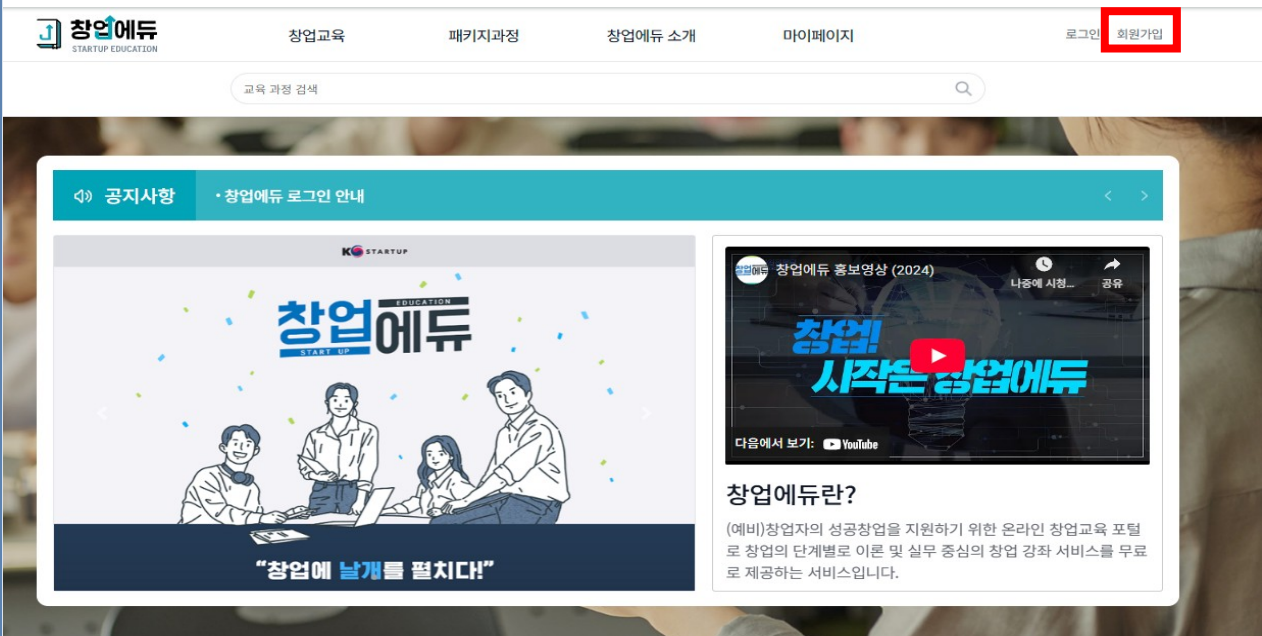 창업에듀
STARTUP EDUCATION
창업교육 패키지과정 창업에듀 소개 마이페이지 로그인 회원가입
교육 과정 검색
공지사항 • 창업에듀 로그인 안내
K STARTUP
EDUCATION
창업에듀
START UP
“창업에 날개를 펼치다!”
창업에듀 창업에듀 홍보영상 (2024)
나중에 시청... 공유
창업!
시작은 창업에듀
다음에서 보기: YouTube
창업에듀란?
(예비)창업자의 성공창업을 지원하기 위한 온라인 창업교육 포털
로 창업의 단계별로 이론 및 실무 중심의 창업 강좌 서비스를 무료
로 제공하는 서비스입니다.